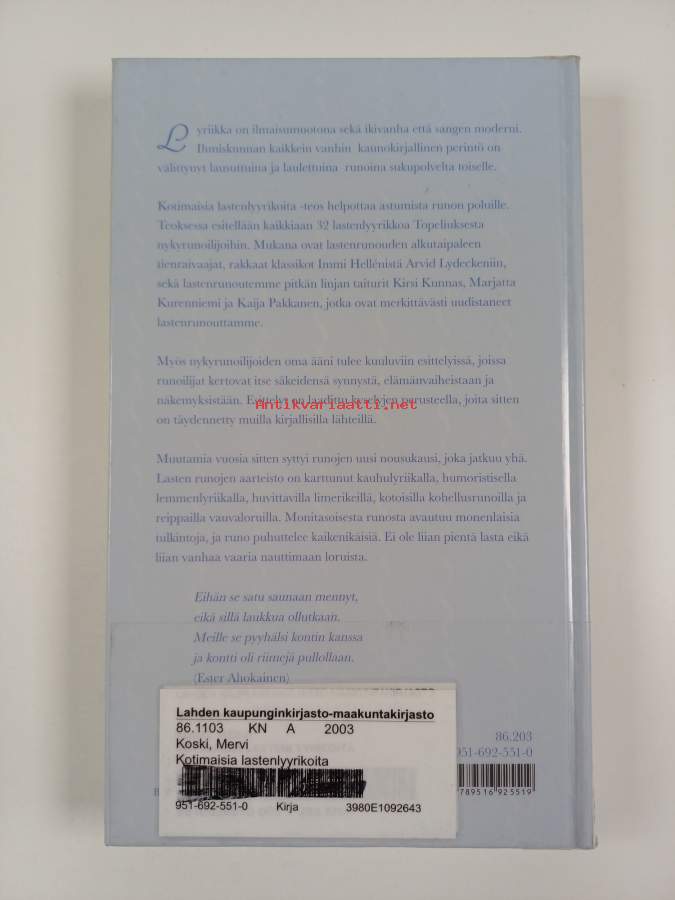 Lyriikka on ilmaisumuotona sekä ikivanha että sangen moderni.
Ihmiskunnan kaikkein vanhin kaunokirjallinen perintö on
välittynyt lausuttuina ja laulettuina runoina sukupolvelta toiselle.
Kotimaisia lastenlyyrikoita -teos helpottaa astumista runon poluille.
Teoksessa esitellään kaikkiaan 32 lastenlyyrikkoa Topeliuksesta
nykyrunoilijoihin. Mukana ovat lastenrunouden alkutaipaleen
tienraivaajat, rakkaat klassikot Immi Hellénistä Arvid Lydeckeniin,
sekä lastenrunoutemme pitkän linjan taiturit Kirsi Kunnas, Marjatta
Kurenniemi ja Kaija Pakkanen, jotka ovat merkittävästi uudistaneet
lastenrunouttamme.
Myös nykyrunoilijoiden oma ääni tulee kuuluviin esittelyissä, joissa
runoilijat kertovat itse säkeidensä synnystä, elämänvaiheistaan ja
näkemyksistään. Esittelyt on laadittu kyselyjen perusteella, joita sitten
Antikvariaatti.net
on täydennetty muilla kirjallisilla lähteillä.
Muutamia vuosia sitten syttyi runojen uusi nousukausi, joka jatkuu yhä.
Lasten runojen aarteisto on karttunut kauhulyriikalla, humoristisella
lemmenlyriikalla, huvittavilla limerikeillä, kotoisilla kohellusrunoilla ja
reippailla vauvaloruilla. Monitasoisesta runosta avautuu monenlaisia
tulkintoja, ja runo puhuttelee kaikenikäisiä. Ei ole liian pientä lasta eikä
liian vanhaa vaaria nauttimaan loruista.
Eihän se satu saunaan mennyt,
eikä sillä laukkua ollutkaan.
Meille se pyyhälsi kontin kanssa
ja kontti oli riimejä pullollaan.
(Ester Ahokainen)
Lahden kaupunginkirjasto-maakuntakirjasto
86.1103 KN A 2003
Koski, Mervi
Kotimaisia lastenlyyrikoita
951-692-551-0 Kirja 3980E1092643
86.203
951-692-551-0
789516925519